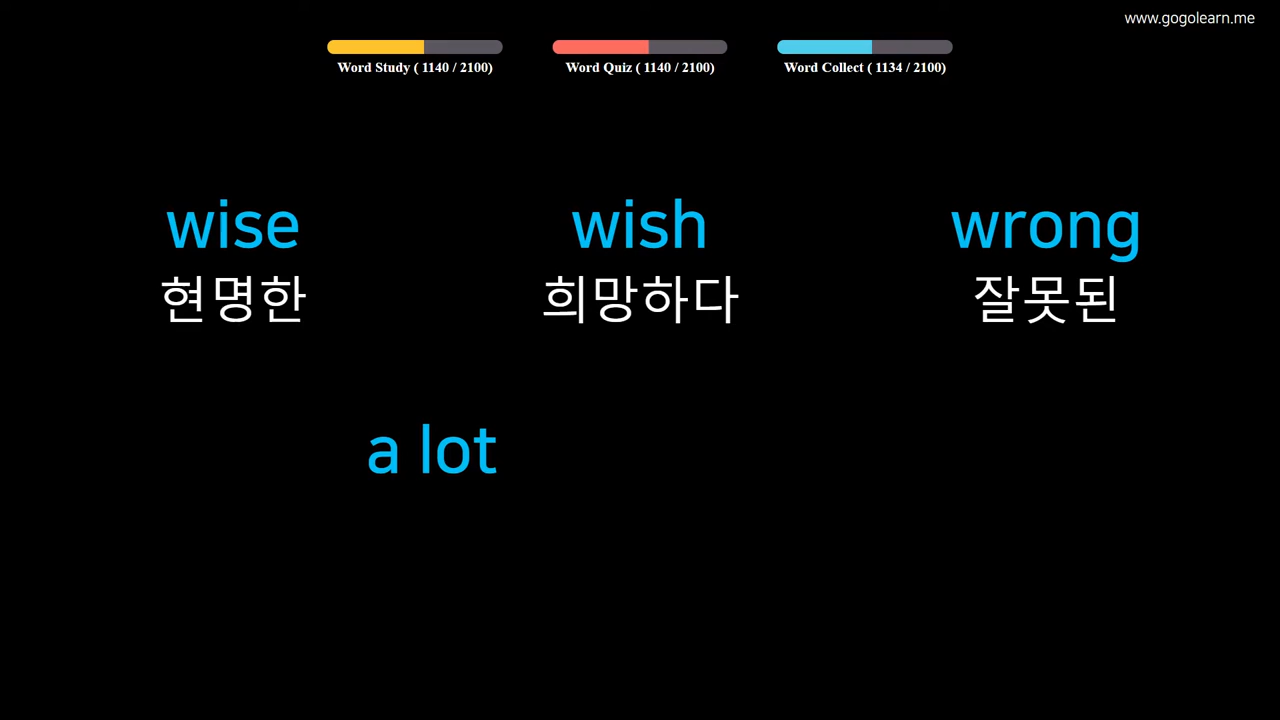 www.gogolearn.me
Word Study ( 1140 / 2100)
Word Quiz ( 1140 / 2100)
Word Collect ( 1134 / 2100)
wise
wish
wrong
현명한
희망하다
잘못된
a lot